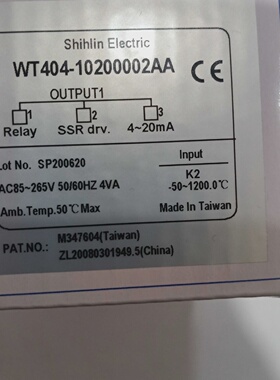 Shihlin Electric
WT404-10200002AA CE
OUTPUT1
1 2 3
Relay SSR drv. 4~20mA
Lot No. SP200620
Input
K2
AC85~265V 50/60HZ 4VA
-50~1200.0℃
Amb.Temp.50℃ Max
Made In Taiwan
PAT.NO.: M347604(Taiwan)
ZL20080301949.5(China)